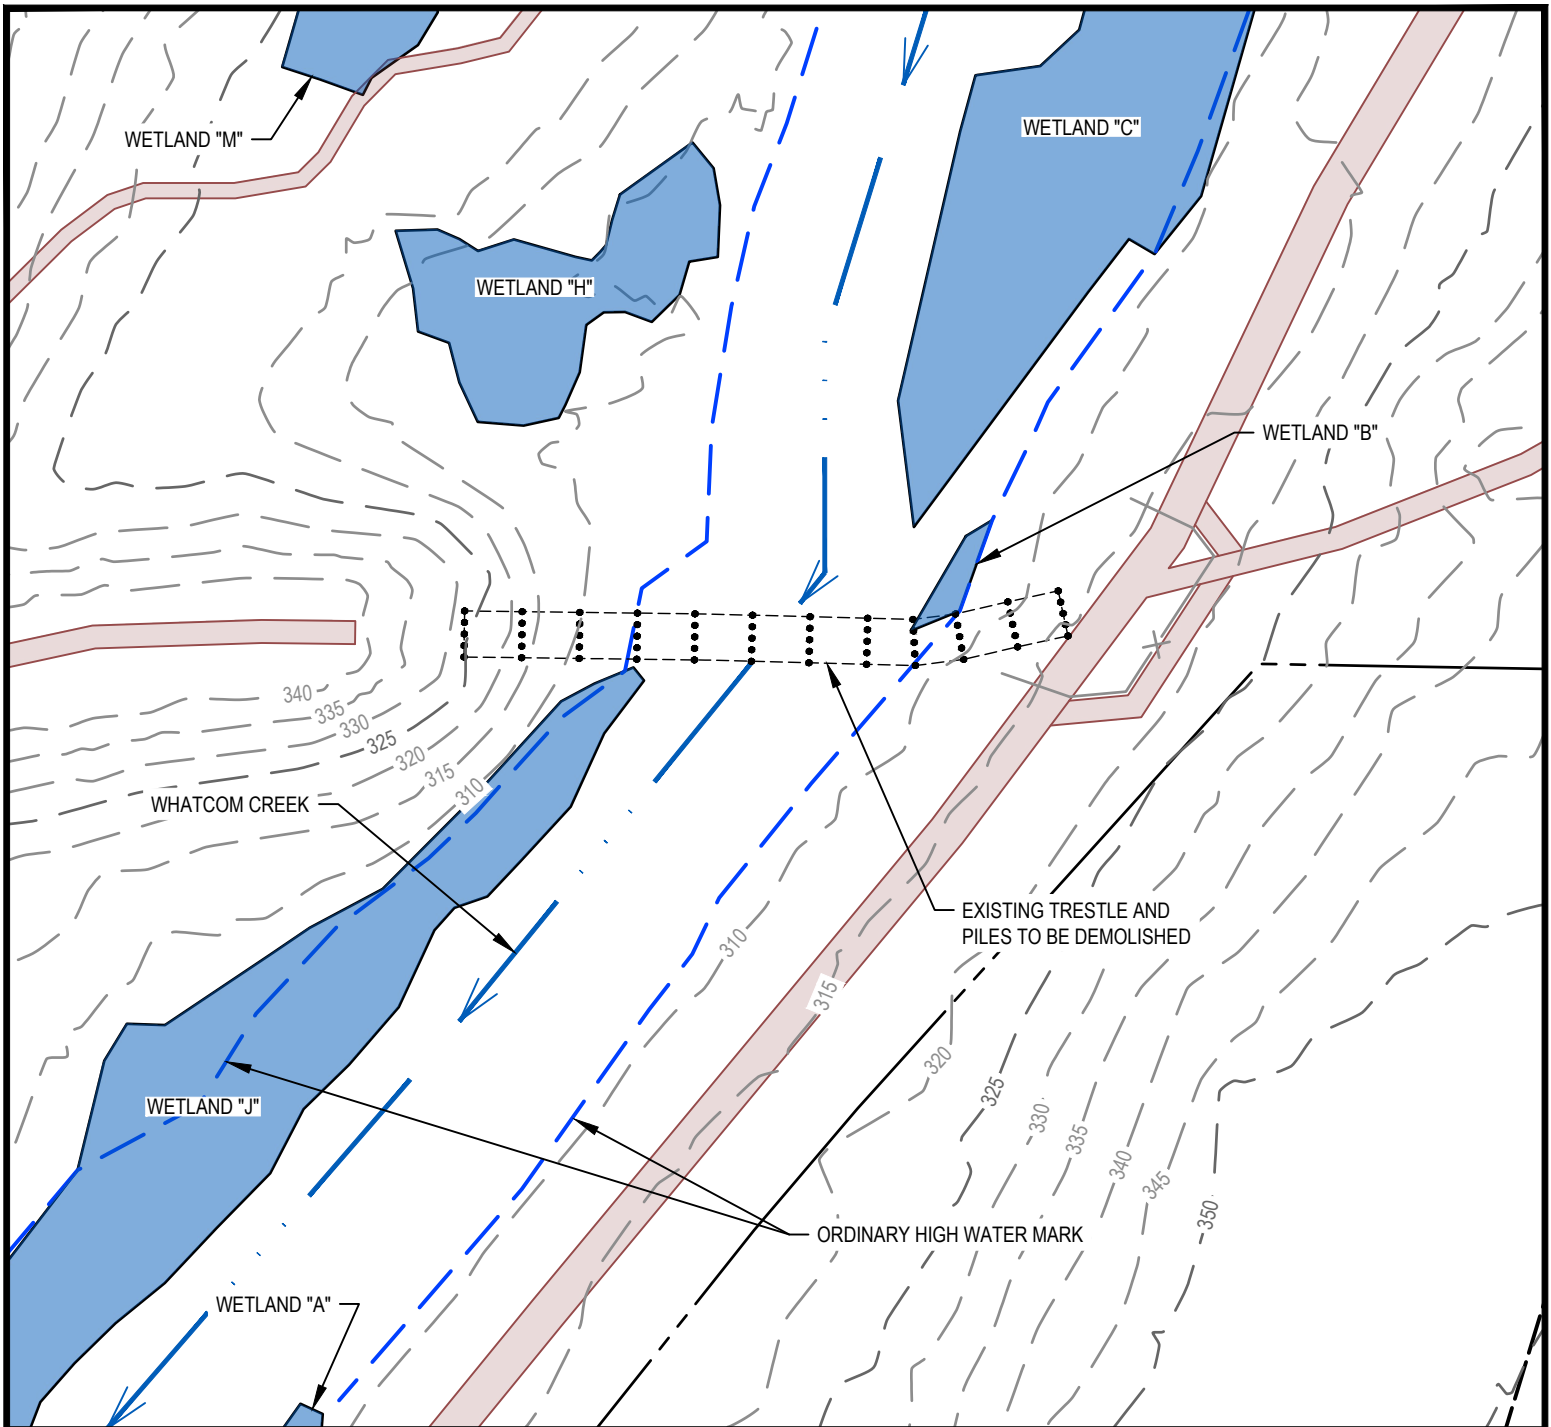 WETLAND "M"
WETLAND "C"
WETLAND "H"
WETLAND "B"
340
335
330
325
320
315
310
WHATCOM CREEK
EXISTING TRESTLE AND
PILES TO BE DEMOLISHED
310
315
320
325
330
335
340
345
350
WETLAND "J"
ORDINARY HIGH WATER MARK
WETLAND "A"